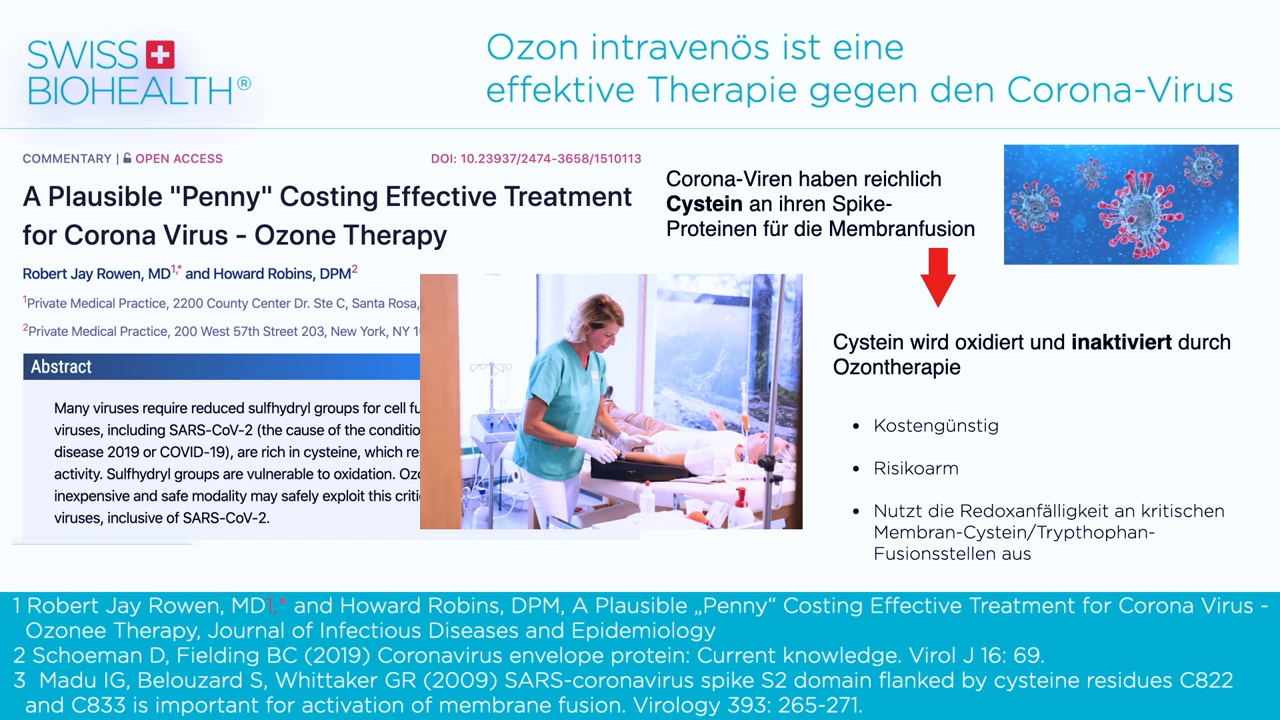 SWISS
BIOHEALTH®
Ozon intravenös ist eine
effektive Therapie gegen den Corona-Virus
COMMENTARY | OPEN ACCESS
DOI: 10.23937/2474-3658/1510113
A Plausible "Penny" Costing Effective Treatment
for Corona Virus - Ozone Therapy
Robert Jay Rowen, MD1,* and Howard Robins, DPM2
1Private Medical Practice, 2200 County Center Dr. Ste C, Santa Rosa,
2Private Medical Practice, 200 West 57th Street 203, New York, NY
Abstract
Many viruses require reduced sulfhydryl groups for cell
viruses, including SARS-CoV-2 (the cause of the
disease 2019 or COVID-19), are rich in cysteine, which
activity. Sulfhydryl groups are vulnerable to oxidation.
inexpensive and safe modality may safely exploit this
viruses, inclusive of SARS-CoV-2.
Corona-Viren haben reichlich
Cystein an ihren Spike-
Proteinen für die Membranfusion
Cystein wird oxidiert und inaktiviert durch
Ozontherapie
• Kostengünstig
• Risikoarm
• Nutzt die Redoxanfälligkeit an kritischen
Membran-Cystein/Trypthophan-
Fusionsstellen aus
1 Robert Jay Rowen, MD1,* and Howard Robins, DPM, A Plausible „Penny“ Costing Effective Treatment for Corona Virus -
Ozonee Therapy, Journal of Infectious Diseases and Epidemiology
2 Schoeman D, Fielding BC (2019) Coronavirus envelope protein: Current knowledge. Virol J 16: 69.
3 Madu IG, Belouzard S, Whittaker GR (2009) SARS-coronavirus spike S2 domain flanked by cysteine residues C822
and C833 is important for activation of membrane fusion. Virology 393: 265-271.